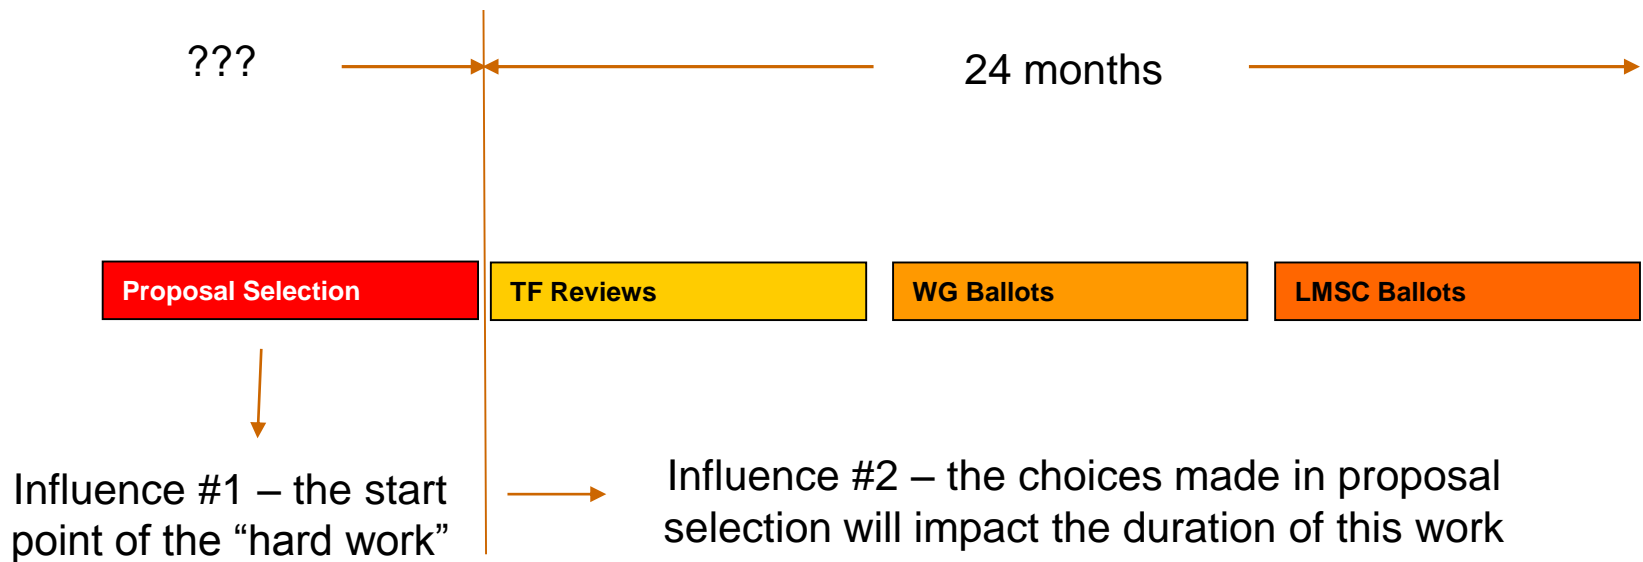 ???
24 months
Proposal Selection
TF Reviews
WG Ballots
LMSC Ballots
Influence #1 – the start
point of the “hard work”
Influence #2 – the choices made in proposal
selection will impact the duration of this work